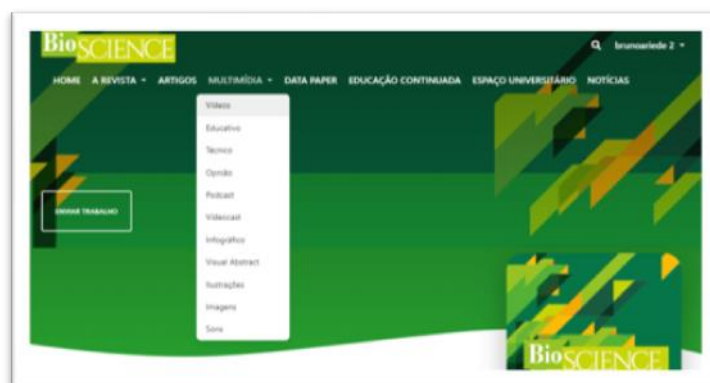 BioSCIENCE
brunoariede 2
HOME A REVISTA ARTIGOS MULTIMÍDIA DATA PAPER EDUCAÇÃO CONTINUADA ESPAÇO UNIVERSITÁRIO NOTÍCIAS
Vídeos
Educativo
Técnico
Opinião
Podcast
Videocast
Infográfico
Visual Abstract
Ilustrações
Imagens
Sons
ENVIAR TRABALHO
BioSCIENCE